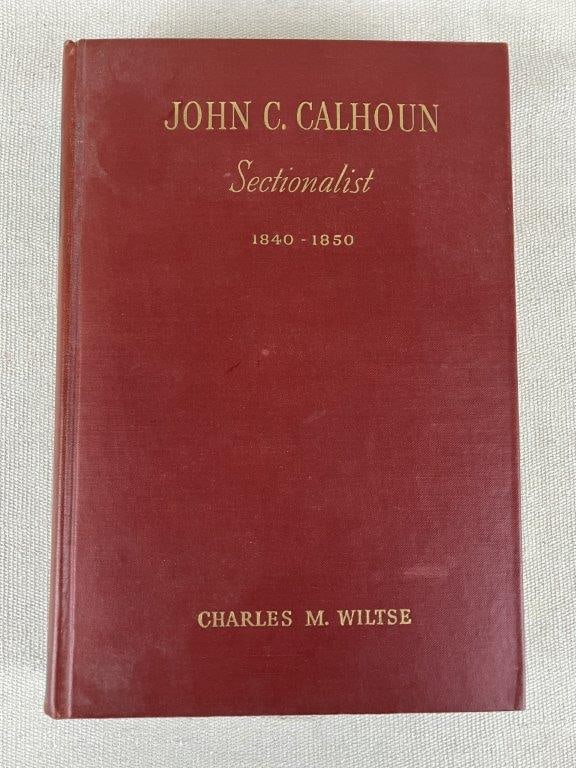 JOHN C. CALHOUN
Sectionalist
1840 - 1850
CHARLES M. WILTSE